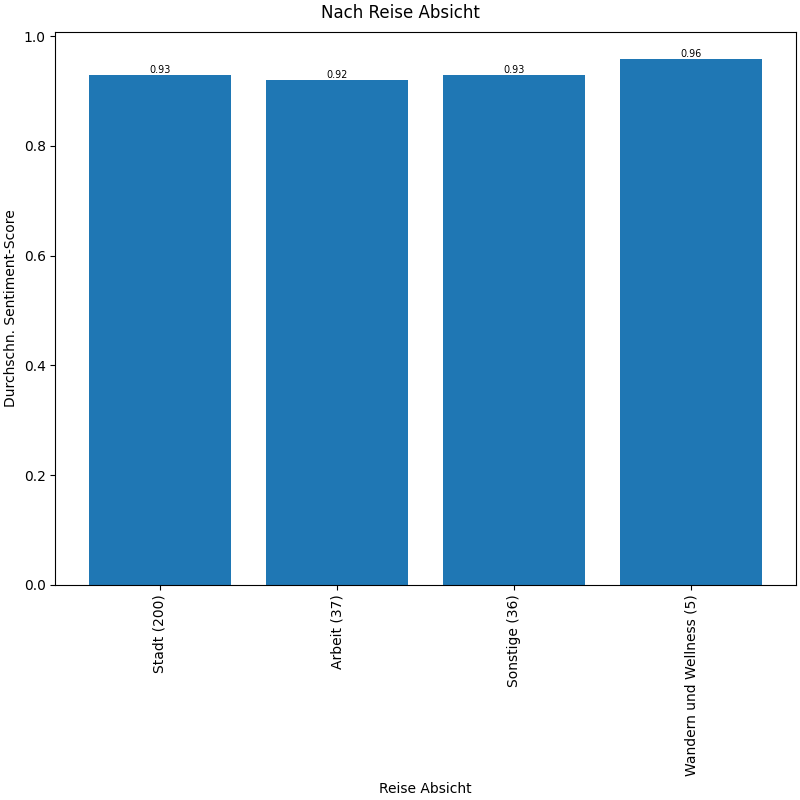 Nach Reise Absicht
Durchschn. Sentiment-Score
1.0
0.8
0.6
0.4
0.2
0.0
0.93
0.92
0.93
0.96
Stadt (200)
Arbeit (37)
Sonstige (36)
Wandern und Wellness (5)
Reise Absicht